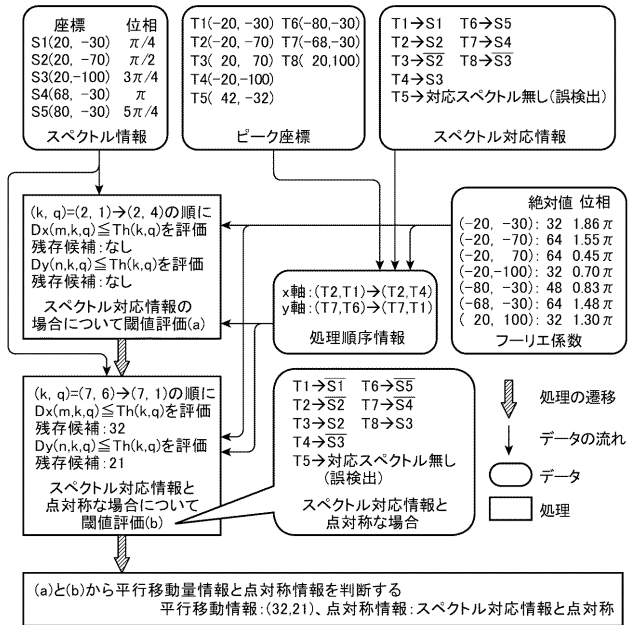 座標 位相
S1(20, -30) π/4
S2(20, -70) π/2
S3(20,-100) 3π/4
S4(68, -30) π
S5(80, -30) 5π/4
スペクトル情報
T1(-20, -30) T6(-80,-30)
T2(-20, -70) T7(-68,-30)
T3( 20, 70) T8( 20,100)
T4(-20,-100)
T5( 42, -32)
ピーク座標
T1→S1 T6→S5
T2→S2 T7→S4
T3→S̅2̅ T8→S̅3̅
T4→S3
T5→対応スペクトル無し(誤検出)
スペクトル対応情報
(k, q)=(2, 1)→(2, 4)の順に
Dx(m,k,q)≦Th(k,q)を評価
残存候補:なし
Dy(n,k,q)≦Th(k,q)を評価
残存候補:なし
スペクトル対応情報の
場合について閾値評価(a)
x軸:(T2,T1)→(T2,T4)
y軸:(T7,T6)→(T7,T1)
処理順序情報
絶対値 位相
(-20, -30): 32 1.86π
(-20, -70): 64 1.55π
(-20, 70): 64 0.45π
(-20,-100): 32 0.70π
(-80, -30): 48 0.83π
(-68, -30): 64 1.48π
( 20, 100): 32 1.30π
フーリエ係数
(k, q)=(7, 6)→(7, 1)の順に
Dx(m,k,q)≦Th(k,q)を評価
残存候補:32
Dy(n,k,q)≦Th(k,q)を評価
残存候補:21
スペクトル対応情報と
点対称な場合について
閾値評価(b)
T1→S̅1̅ T6→S̅5̅
T2→S̅2̅ T7→S̅4̅
T3→S2 T8→S3
T4→S̅3̅
T5→対応スペクトル無し
(誤検出)
スペクトル対応情報と
点対称な場合
処理の遷移
データの流れ
データ
処理
(a)と(b)から平行移動量情報と点対称情報を判断する
平行移動情報:(32,21)、点対称情報:スペクトル対応情報と点対称